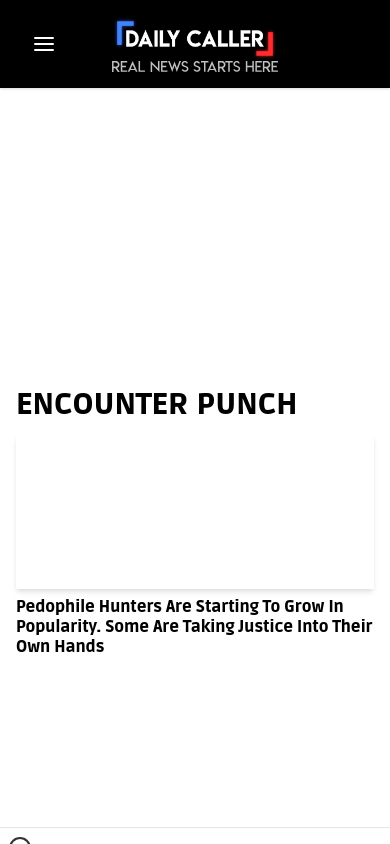 DAILY CALLER
REAL NEWS STARTS HERE
ENCOUNTER PUNCH
Pedophile Hunters Are Starting To Grow In
Popularity. Some Are Taking Justice Into Their
Own Hands